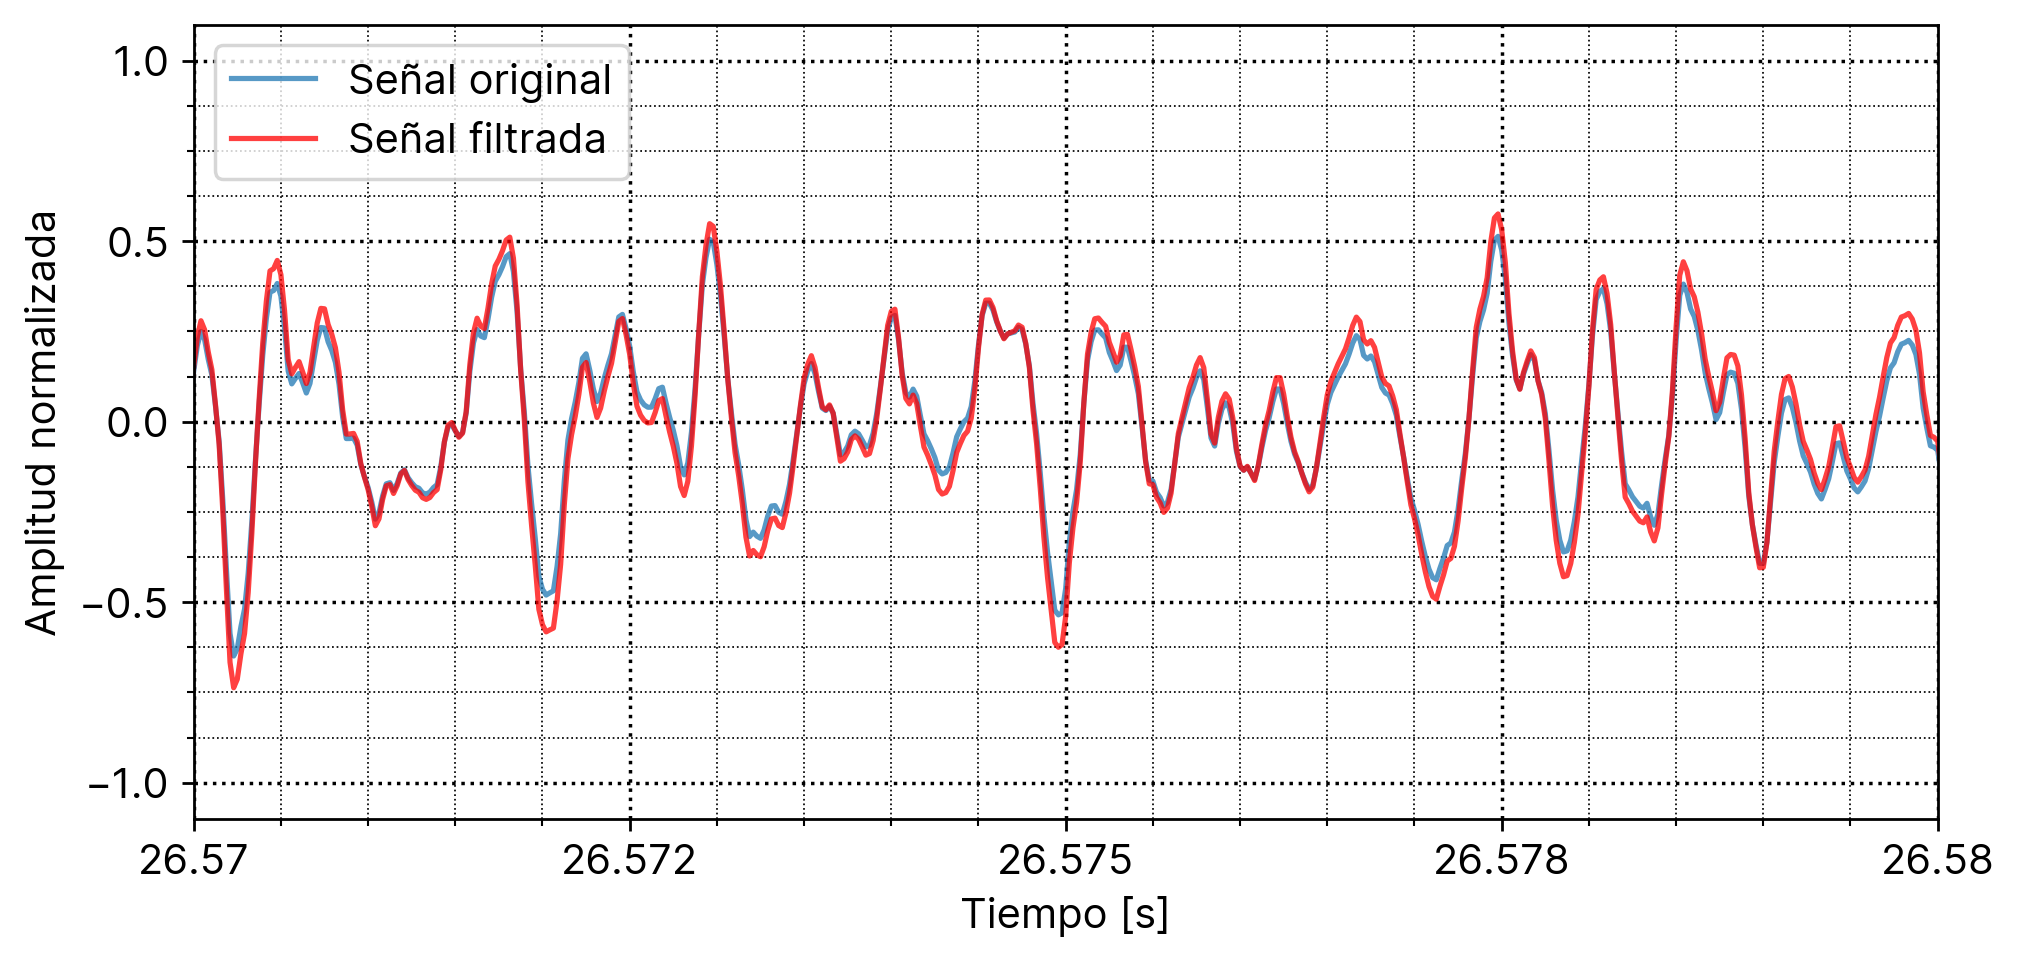 Señal original
Señal filtrada
1.0
0.5
0.0
−0.5
−1.0
Amplitud normalizada
26.57 26.572 26.575 26.578 26.58
Tiempo [s]